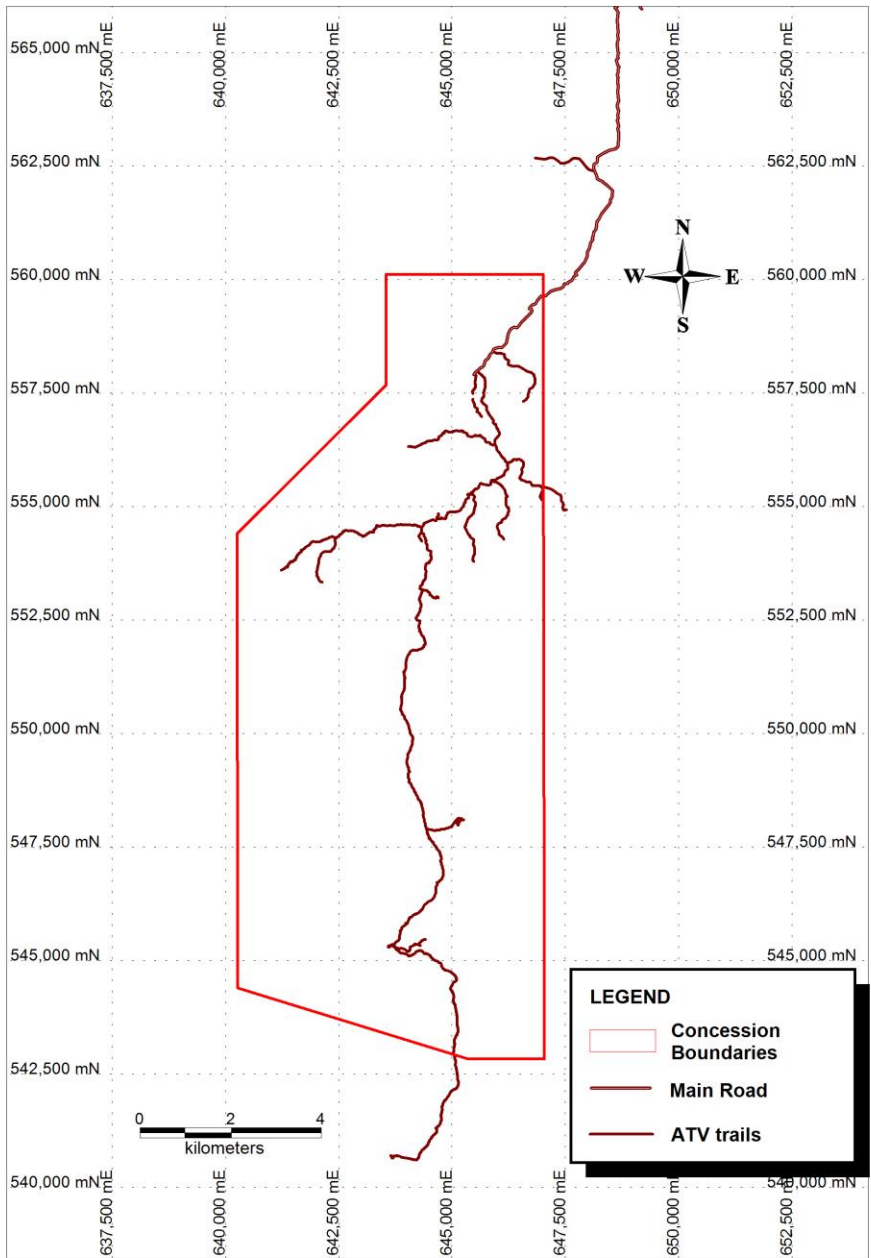 637,500 mE
640,000 mE
642,500 mE
645,000 mE
647,500 mE
650,000 mE
652,500 mE
565,000 mN
562,500 mN
562,500 mN
N
W
E
S
560,000 mN
560,000 mN
557,500 mN
557,500 mN
555,000 mN
555,000 mN
552,500 mN
552,500 mN
550,000 mN
550,000 mN
547,500 mN
547,500 mN
545,000 mN
545,000 mN
LEGEND
Concession
Boundaries
Main Road
ATV trails
542,500 mN
0 2 4
kilometers
540,000 mN
540,000 mN
637,500 mE
640,000 mE
642,500 mE
645,000 mE
647,500 mE
650,000 mE
652,500 mE